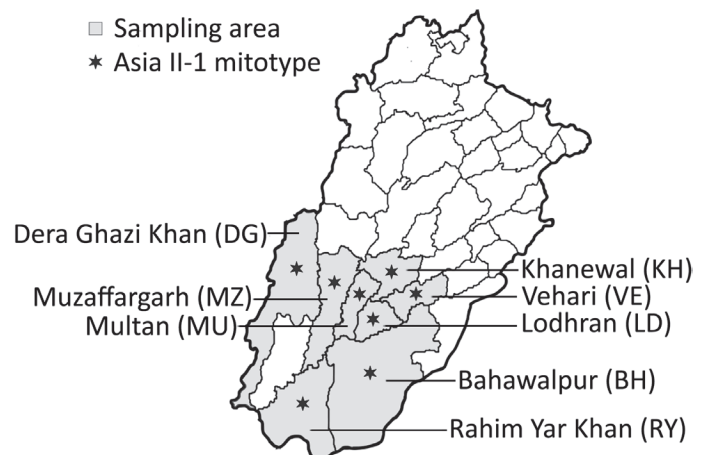 Sampling area
Asia II-1 mitotype
Dera Ghazi Khan (DG)
Muzaffargarh (MZ)
Multan (MU)
Khanewal (KH)
Vehari (VE)
Lodhran (LD)
Bahawalpur (BH)
Rahim Yar Khan (RY)